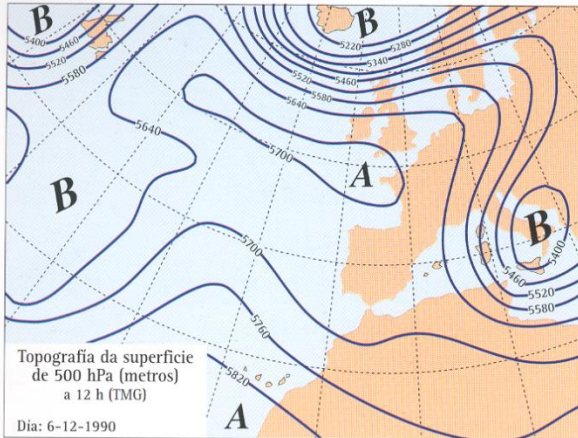 B
5400
5460
5520
5580
B
5220
5280
5340
5460
5520
5580
5640
5640
5700
A
B
5700
B
5400
5460
5520
5580
5760
5820
A
Topografía da superficie
de 500 hPa (metros)
a 12 h (TMG)
Día: 6-12-1990